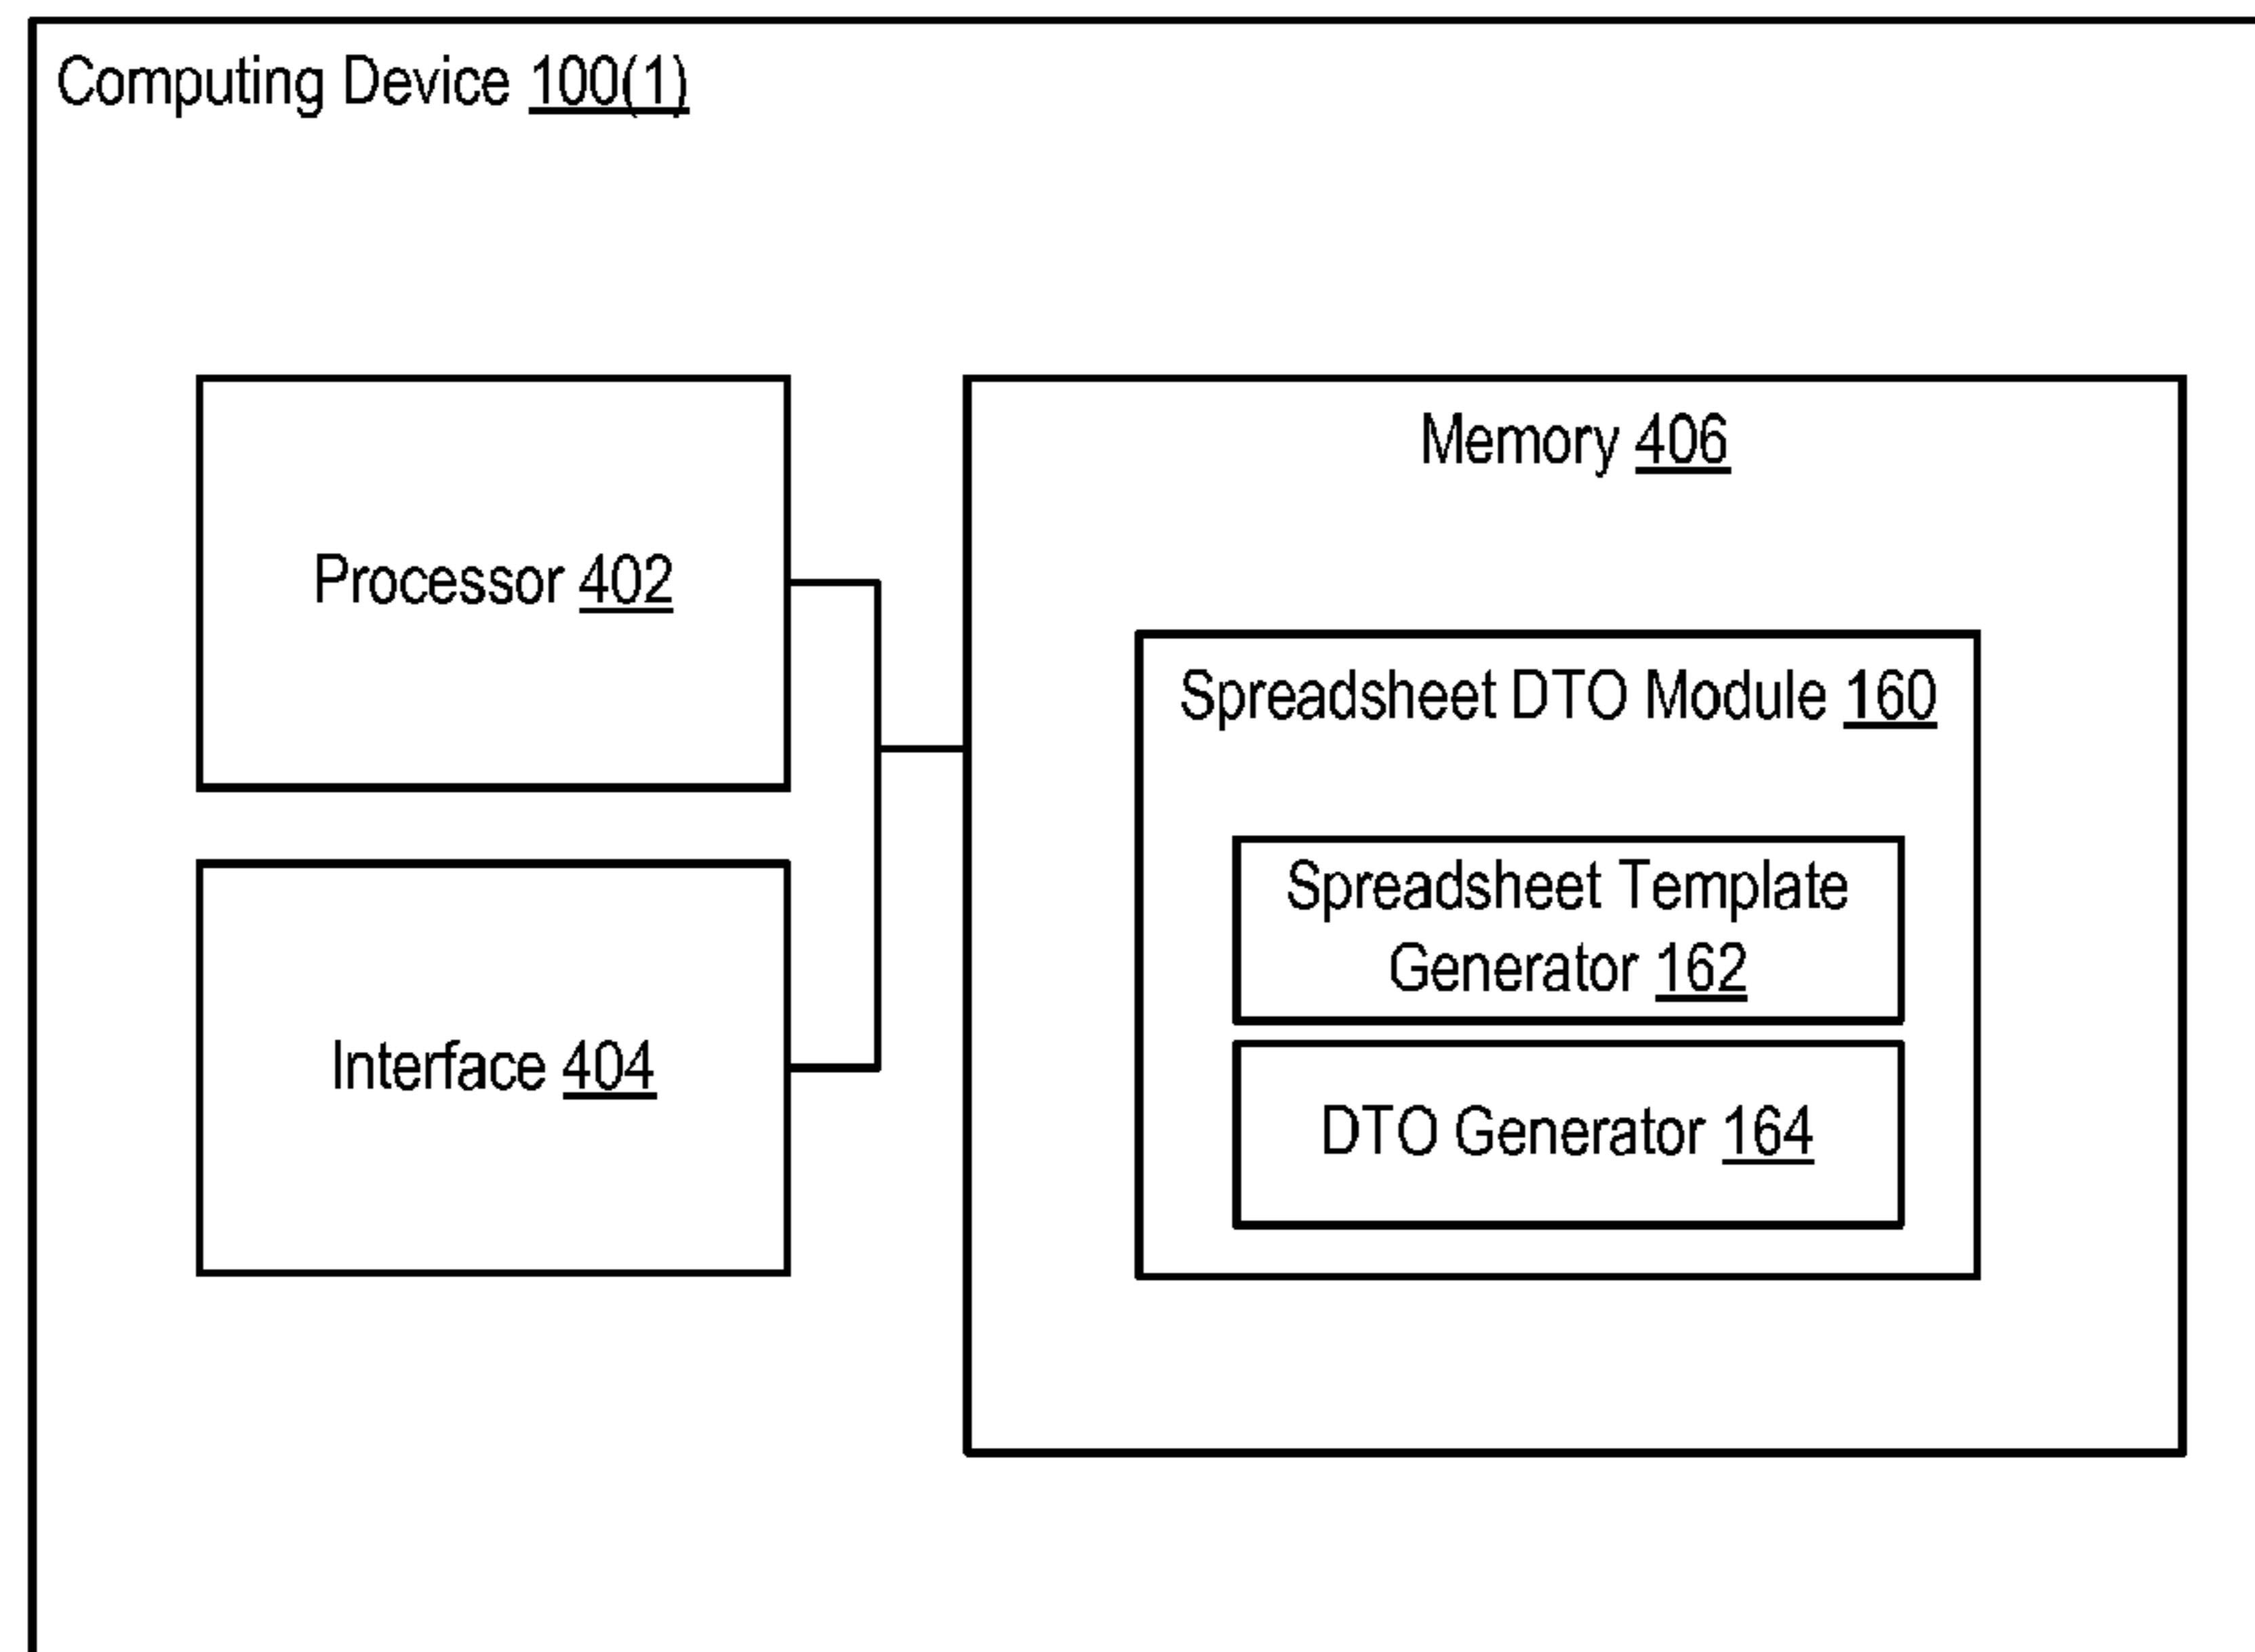 Computing Device 100(1)
Memory 406
Processor 402
Spreadsheet DTO Module 160
Spreadsheet Template
Generator 162
Interface 404
DTO Generator 164